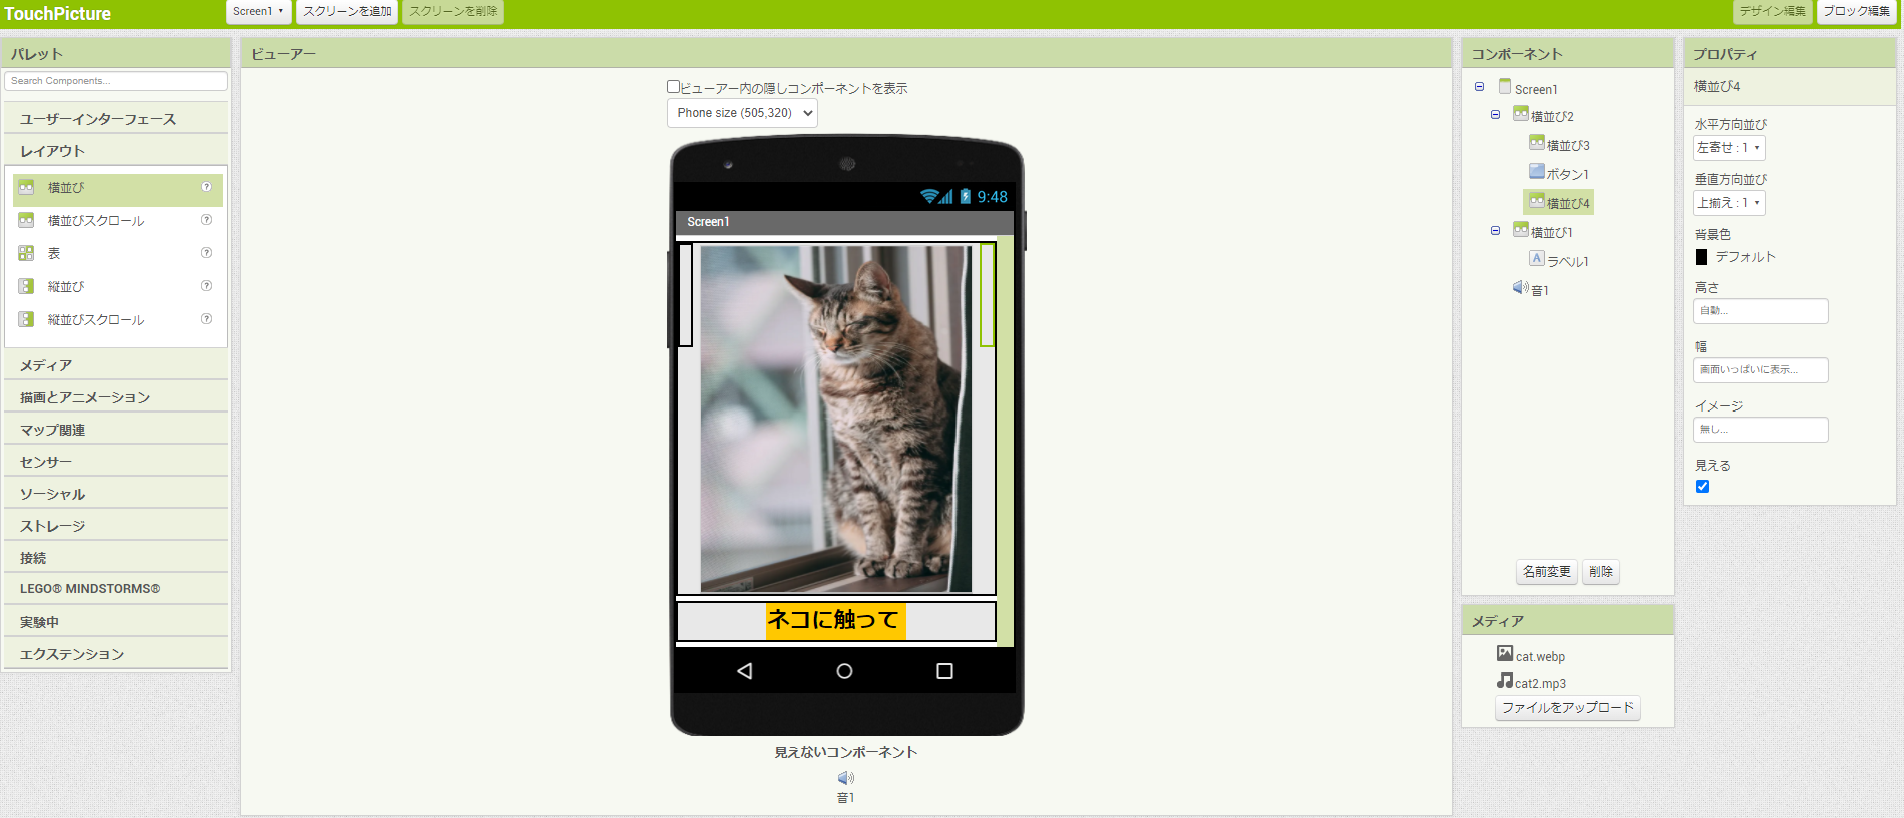 TouchPicture
Screen1
スクリーンを追加
スクリーンを削除
デザイン編集
ブロック編集
パレット
Search Components...
ユーザーインターフェース
レイアウト
横並び
横並びスクロール
表
縦並び
縦並びスクロール
メディア
描画とアニメーション
マップ関連
センサー
ソーシャル
ストレージ
接続
LEGO® MINDSTORMS®
実験中
エクステンション
ビューアー
ビューアー内の隠しコンポーネントを表示
Phone size (505,320)
9:48
Screen1
ネコに触って
見えないコンポーネント
音1
コンポーネント
Screen1
横並び2
横並び3
ボタン1
横並び4
横並び1
ラベル1
音1
名前変更
削除
メディア
cat.webp
cat2.mp3
ファイルをアップロード
プロパティ
横並び4
水平方向並び
左寄せ : 1
垂直方向並び
上揃え : 1
背景色
デフォルト
高さ
自動...
幅
画面いっぱいに表示...
イメージ
無し...
見える